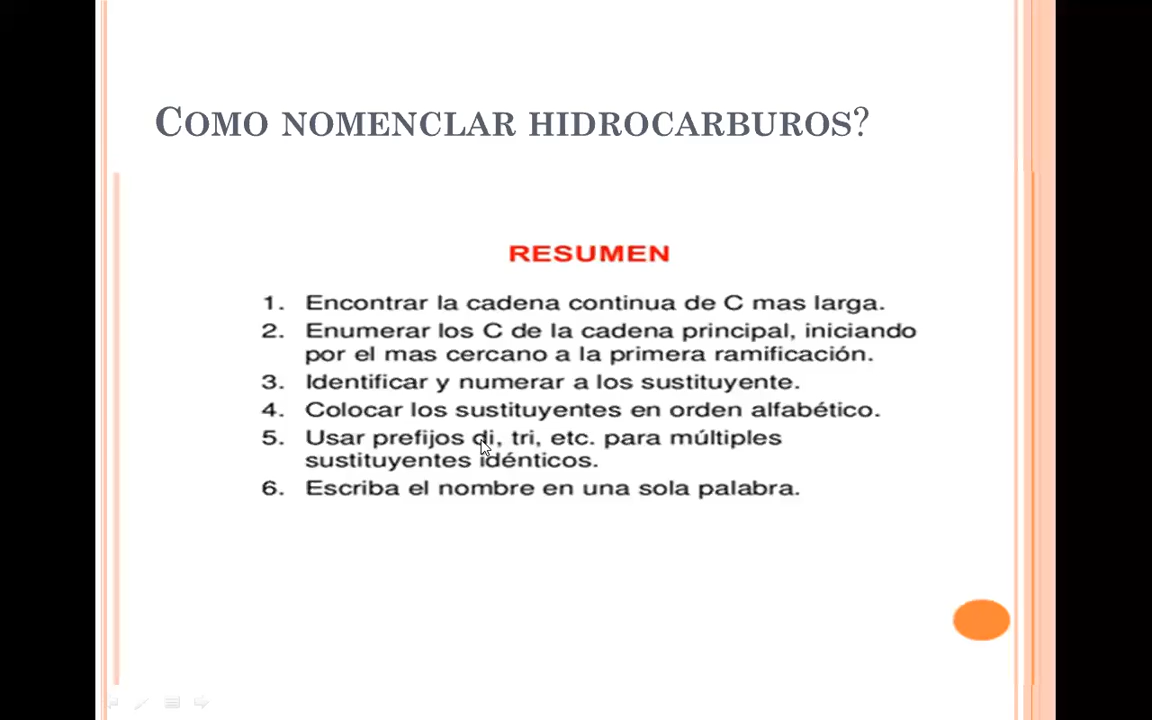 COMO NOMENCLAR HIDROCARBUROS?
RESUMEN
1. Encontrar la cadena continua de C mas larga.
2. Enumerar los C de la cadena principal, iniciando
por el mas cercano a la primera ramificación.
3. Identificar y numerar a los sustituyente.
4. Colocar los sustituyentes en orden alfabético.
5. Usar prefijos di, tri, etc. para múltiples
sustituyentes idénticos.
6. Escriba el nombre en una sola palabra.